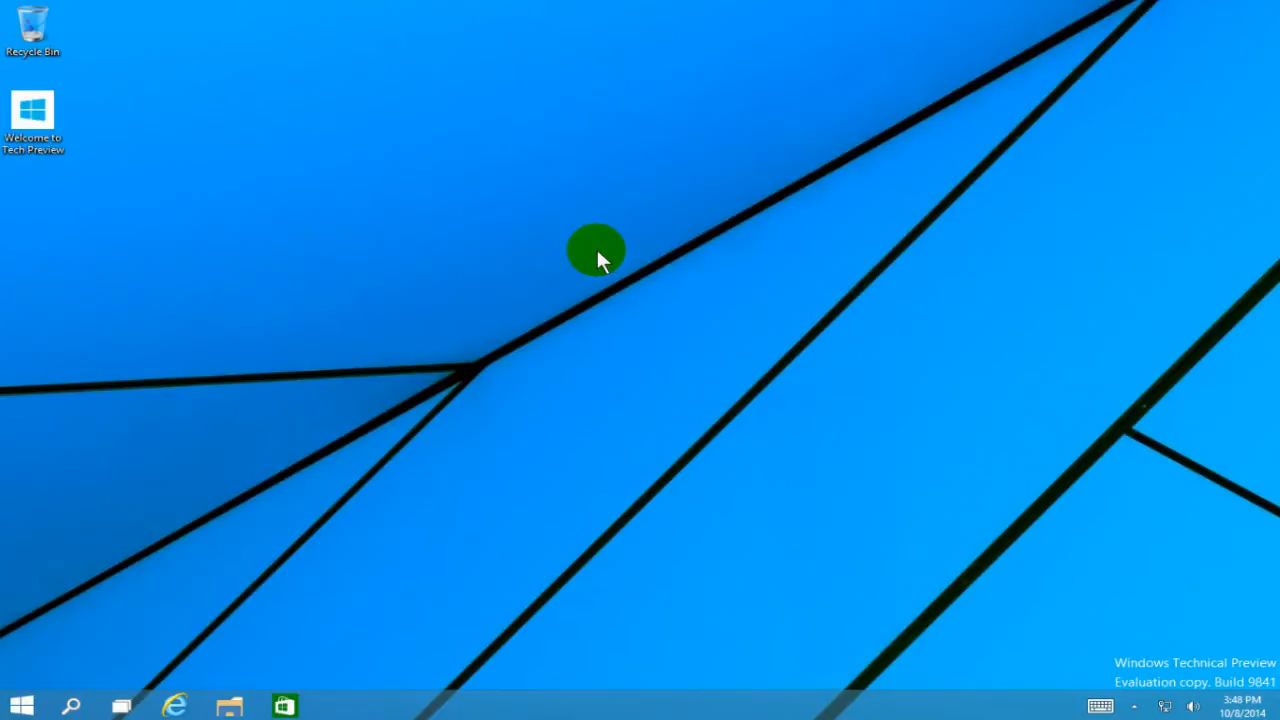 Recycle Bin
Welcome to
Tech Preview
Windows Technical Preview
Evaluation copy. Build 9841
3:48 PM
10/8/2014